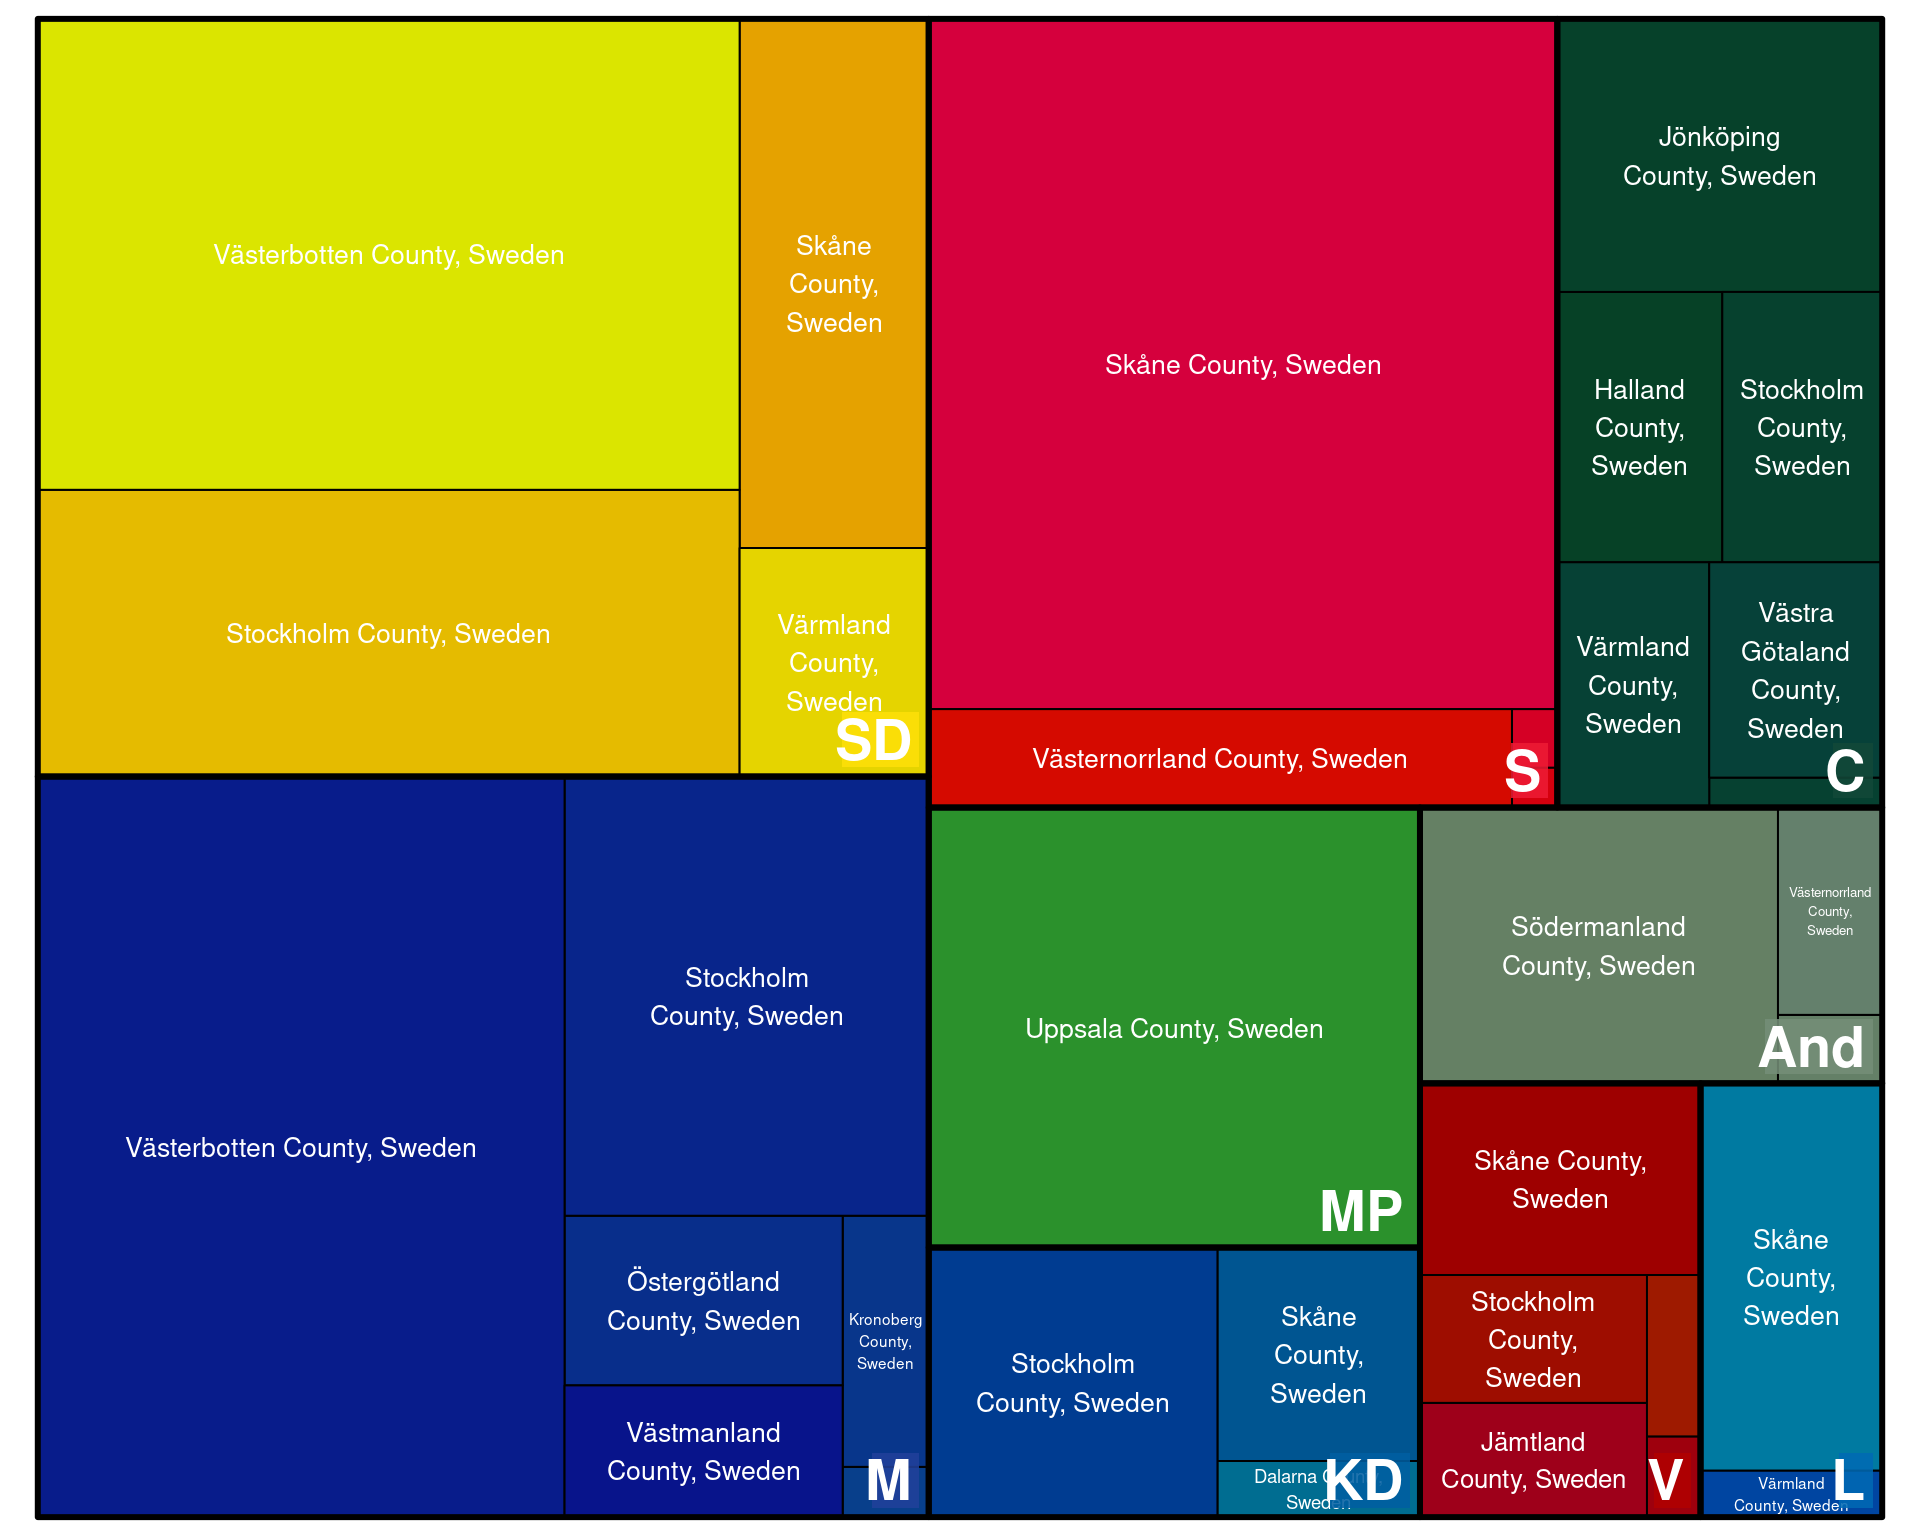 Västerbotten County, Sweden
Skåne
County,
Sweden
Stockholm County, Sweden
Värmland
County,
Sweden
SD
Skåne County, Sweden
Västernorrland County, Sweden
S
Jönköping
County, Sweden
Halland
County,
Sweden
Stockholm
County,
Sweden
Värmland
County,
Sweden
Västra
Götaland
County,
Sweden
C
Västerbotten County, Sweden
Stockholm
County, Sweden
Östergötland
County, Sweden
Kronoberg
County,
Sweden
Västmanland
County, Sweden
M
Uppsala County, Sweden
MP
Södermanland
County, Sweden
Västernorrland
County,
Sweden
And
Stockholm
County, Sweden
Skåne
County,
Sweden
Dalarna County,
Sweden
KD
Skåne County,
Sweden
Stockholm
County,
Sweden
Jämtland
County, Sweden
V
Skåne
County,
Sweden
Värmland
County, Sweden
L